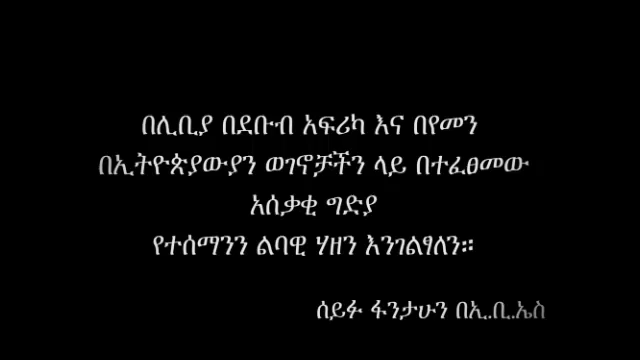 በሊቢያ በደቡብ አፍሪካ እና በየመን
በኢትዮጵያውያን ወገኖቻችን ላይ በተፈፀመው
አሰቃቂ ግድያ
የተሰማንን ልባዊ ሃዘን እንገልፃለን።
ሰይፉ ፋንታሁን በኢ.ቢ.ኤስ